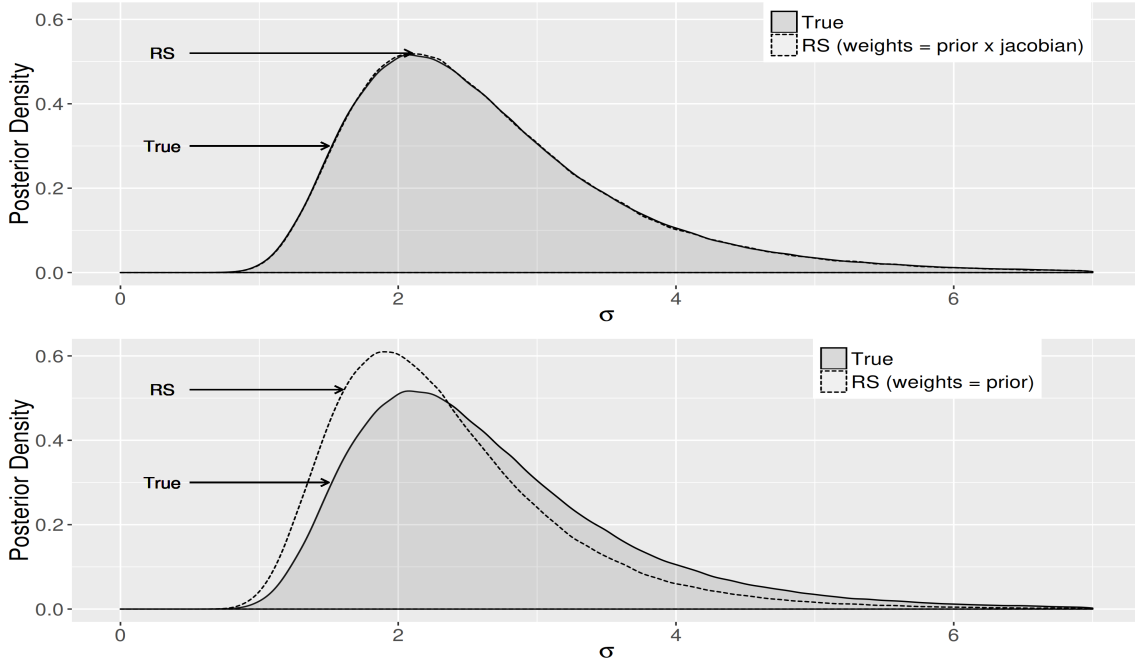 0.6
0.4
0.2
0.0
Posterior Density
RS
True
True
RS (weights = prior x jacobian)
0 2 4 6
σ
0.6
0.4
0.2
0.0
Posterior Density
RS
True
True
RS (weights = prior)
0 2 4 6
σ